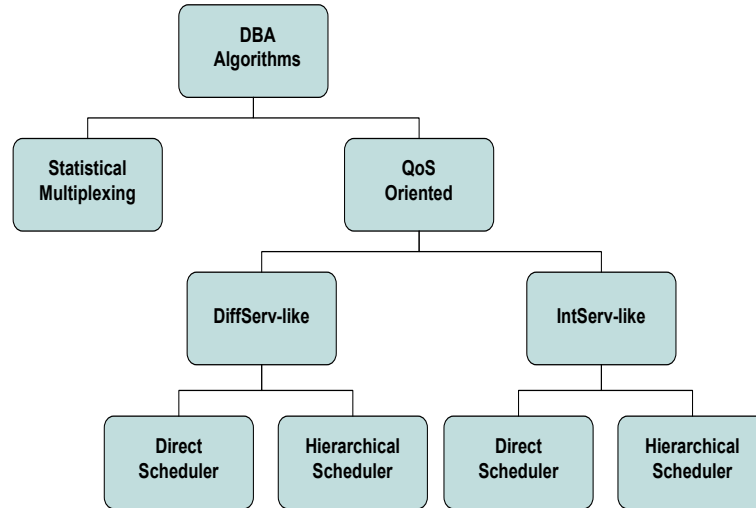 DBA
Algorithms
Statistical
Multiplexing
QoS
Oriented
DiffServ-like
IntServ-like
Direct
Scheduler
Hierarchical
Scheduler
Direct
Scheduler
Hierarchical
Scheduler